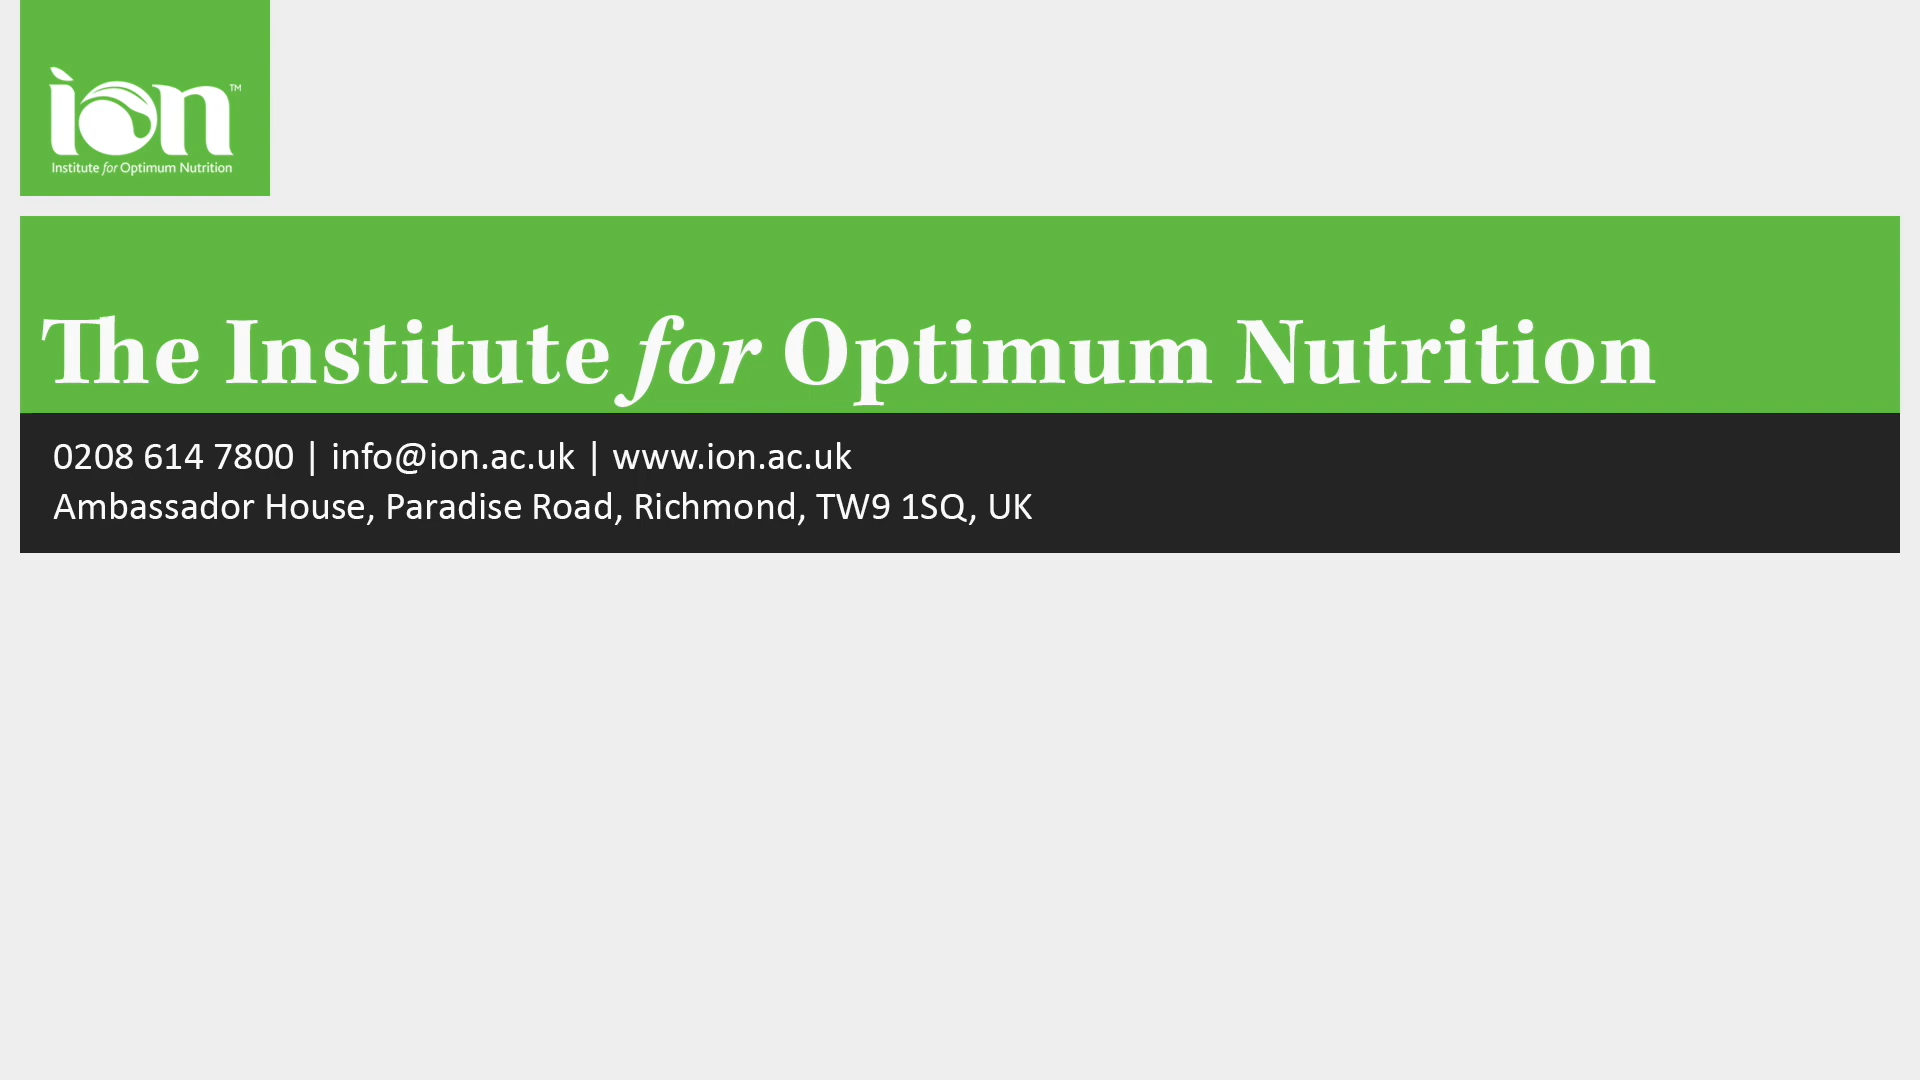 ion™
Institute for Optimum Nutrition
The Institute for Optimum Nutrition
0208 614 7800 | info@ion.ac.uk | www.ion.ac.uk
Ambassador House, Paradise Road, Richmond, TW9 1SQ, UK